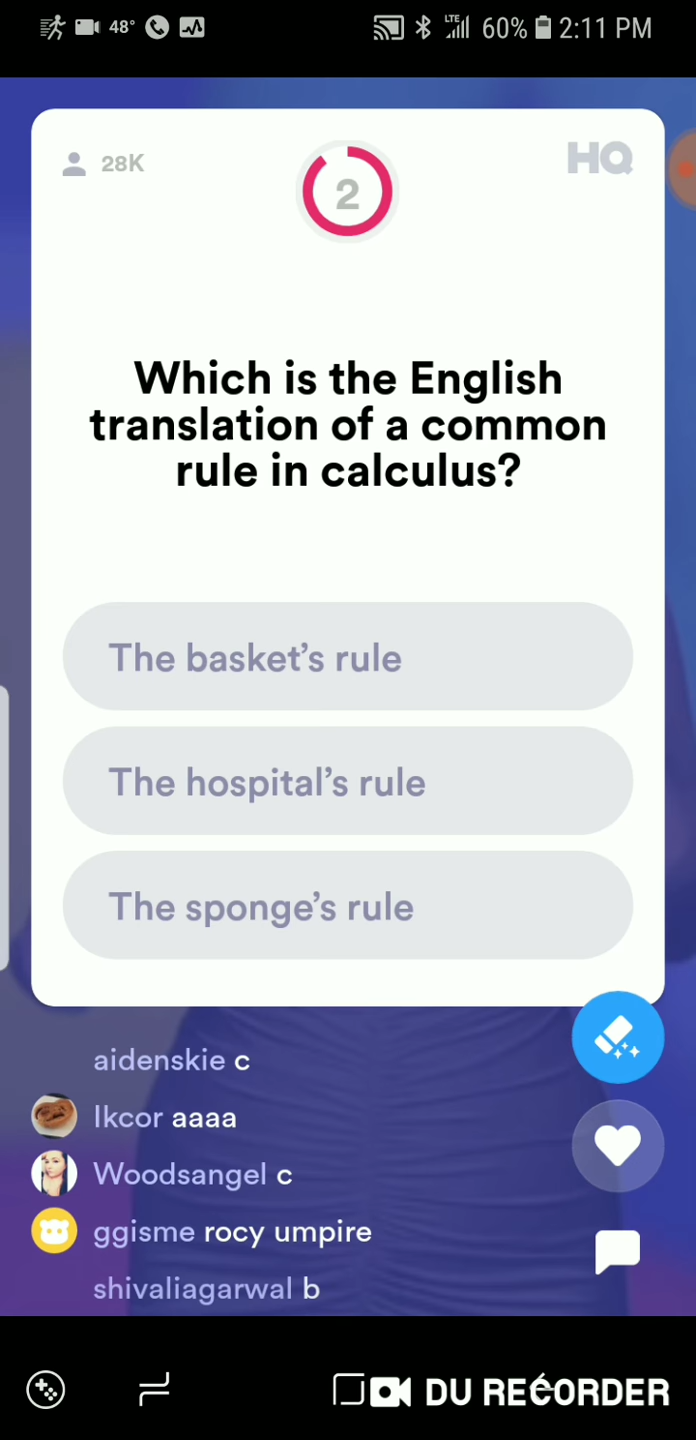 48° LTE 60% 2:11 PM
28K
2
HQ
Which is the English
translation of a common
rule in calculus?
The basket's rule
The hospital's rule
The sponge's rule
aidenskie c
Ikcor aaaa
Woodsangel c
ggisme rocy umpire
shivaliagarwal b
DU RECORDER